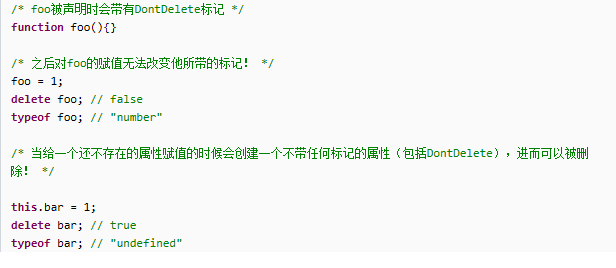 /* foo被声明时会带有DontDelete标记 */
function foo(){}
/* 之后对foo的赋值无法改变他所带的标记! */
foo = 1;
delete foo; // false
typeof foo; // "number"
/* 当给一个还不存在的属性赋值的时候会创建一个不带任何标记的属性（包括DontDelete），进而可以被删
除! */
this.bar = 1;
delete bar; // true
typeof bar; // "undefined"